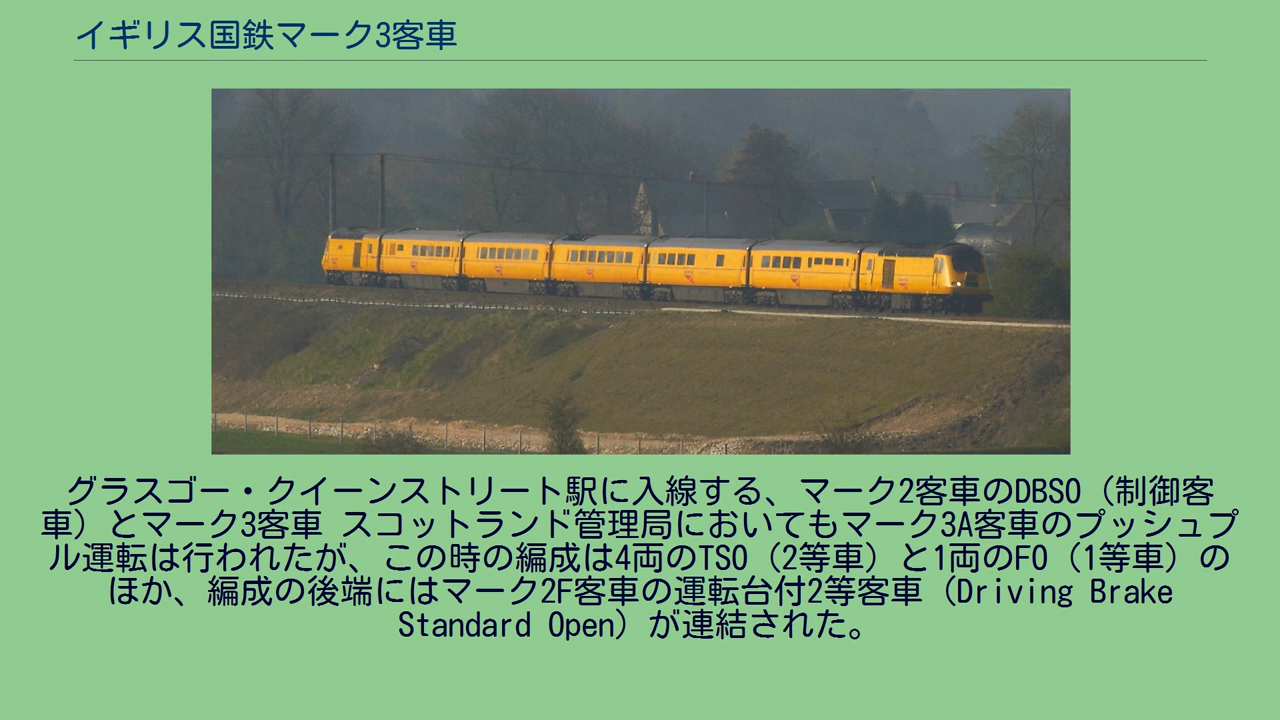 イギリス国鉄マーク3客車
グラスゴー・クイーンストリート駅に入線する、マーク2客車のDBSO（制御客
車）とマーク3客車 スコットランド管理局においてもマーク3A客車のプッシュプ
ル運転は行われたが、この時の編成は4両のTSO（2等車）と1両のFO（1等車）の
ほか、編成の後端にはマーク2F客車の運転台付2等客車（Driving Brake
Standard Open）が連結された。